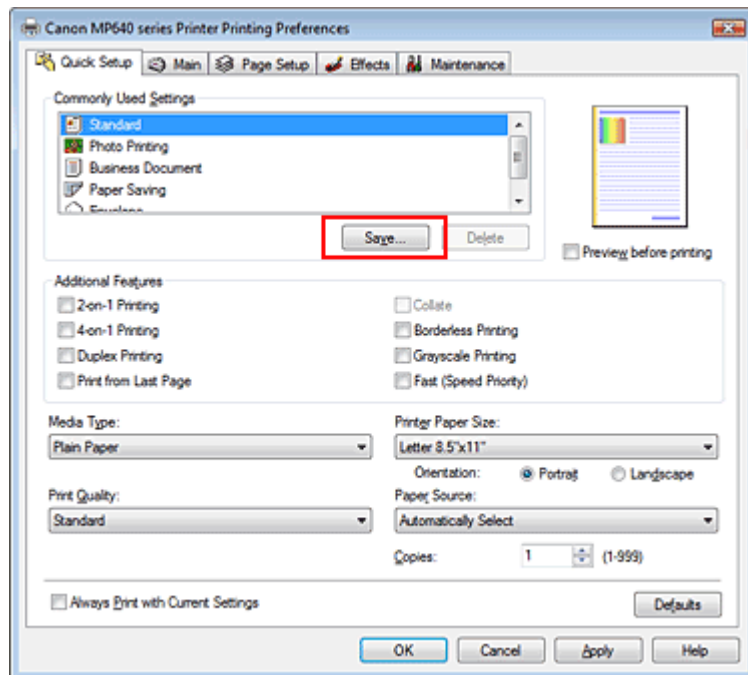 Canon MP640 series Printer Printing Preferences
Quick Setup Main Page Setup Effects Maintenance
Commonly Used Settings
Standard
Photo Printing
Business Document
Paper Saving
Envelope
Save... Delete
Preview before printing
Additional Features
2-on-1 Printing Collate
4-on-1 Printing Borderless Printing
Duplex Printing Grayscale Printing
Print from Last Page Fast (Speed Priority)
Media Type: Printer Paper Size:
Plain Paper Letter 8.5"x11"
Orientation: Portrait Landscape
Print Quality: Paper Source:
Standard Automatically Select
Copies: 1 (1-999)
Always Print with Current Settings Defaults
OK Cancel Apply Help